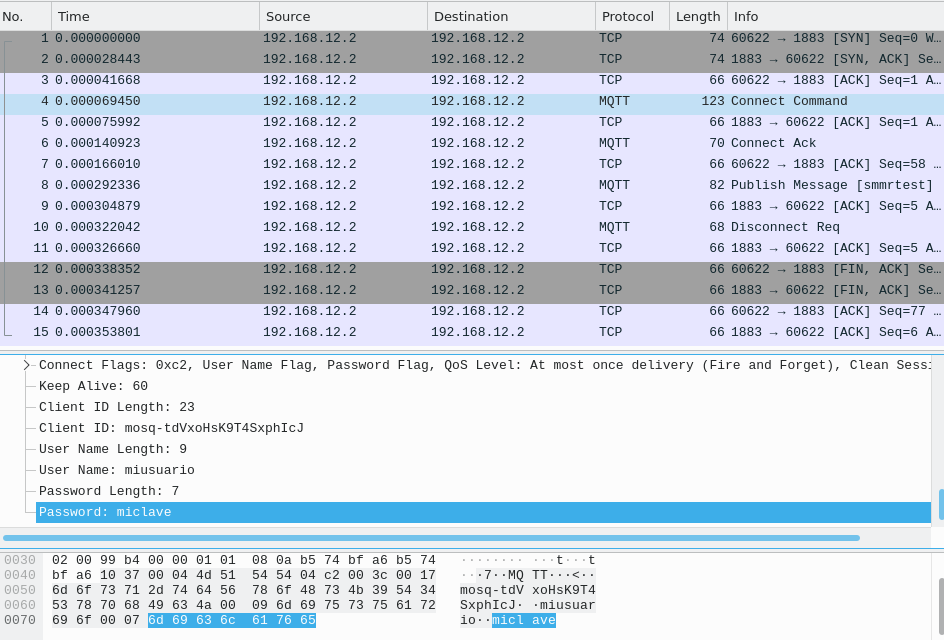 No. Time Source Destination Protocol Length Info
1 0.000000000 192.168.12.2 192.168.12.2 TCP 74 60622 → 1883 [SYN] Seq=0 W…
2 0.000028443 192.168.12.2 192.168.12.2 TCP 74 1883 → 60622 [SYN, ACK] Se…
3 0.000041668 192.168.12.2 192.168.12.2 TCP 66 60622 → 1883 [ACK] Seq=1 A…
4 0.000069450 192.168.12.2 192.168.12.2 MQTT 123 Connect Command
5 0.000075992 192.168.12.2 192.168.12.2 TCP 66 1883 → 60622 [ACK] Seq=1 A…
6 0.000140923 192.168.12.2 192.168.12.2 MQTT 70 Connect Ack
7 0.000166010 192.168.12.2 192.168.12.2 TCP 66 60622 → 1883 [ACK] Seq=58 …
8 0.000292336 192.168.12.2 192.168.12.2 MQTT 82 Publish Message [smmrtest]
9 0.000304879 192.168.12.2 192.168.12.2 TCP 66 1883 → 60622 [ACK] Seq=5 A…
10 0.000322042 192.168.12.2 192.168.12.2 MQTT 68 Disconnect Req
11 0.000326660 192.168.12.2 192.168.12.2 TCP 66 1883 → 60622 [ACK] Seq=5 A…
12 0.000338352 192.168.12.2 192.168.12.2 TCP 66 60622 → 1883 [FIN, ACK] Se…
13 0.000341257 192.168.12.2 192.168.12.2 TCP 66 1883 → 60622 [FIN, ACK] Se…
14 0.000347960 192.168.12.2 192.168.12.2 TCP 66 60622 → 1883 [ACK] Seq=77 …
15 0.000353801 192.168.12.2 192.168.12.2 TCP 66 1883 → 60622 [ACK] Seq=6 A…
Connect Flags: 0xc2, User Name Flag, Password Flag, QoS Level: At most once delivery (Fire and Forget), Clean Sessi
Keep Alive: 60
Client ID Length: 23
Client ID: mosq-tdVxoHsK9T4SxphIcJ
User Name Length: 9
User Name: miusuario
Password Length: 7
Password: miclave
0030 02 00 99 b4 00 00 01 01 08 0a b5 74 bf a6 b5 74 ········ ···t···t
0040 bf a6 10 37 00 04 4d 51 54 54 04 c2 00 3c 00 17 ···7··MQ TT···<··
0050 6d 6f 73 71 2d 74 64 56 78 6f 48 73 4b 39 54 34 mosq-tdV xoHsK9T4
0060 53 78 70 68 49 63 4a 00 09 6d 69 75 73 75 61 72 SxphIcJ· ·miusuar
0070 69 6f 00 07 6d 69 63 6c 61 76 65 io··micl ave